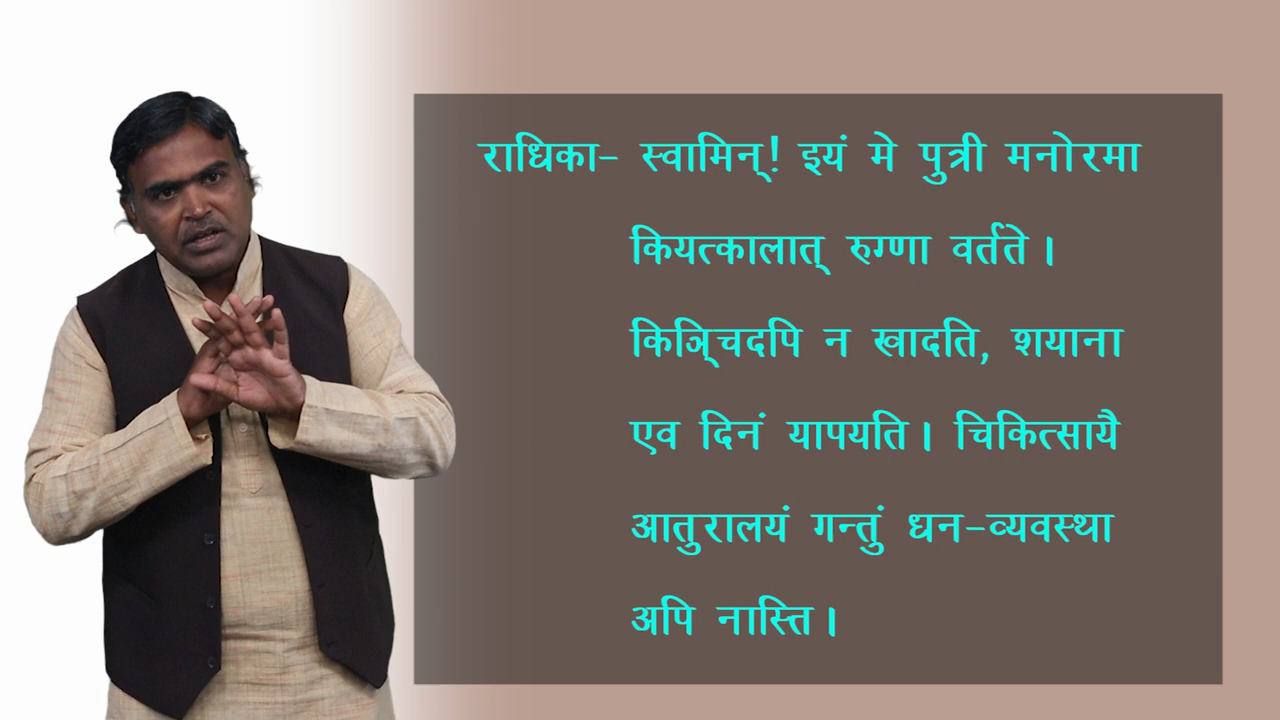 राधिका- स्वामिन्! इयं मे पुत्री मनोरमा
कियत्कालात् रुग्णा वर्तते।
किञ्चिदपि न खादति, शयाना
एव दिनं यापयति। चिकित्सायै
आतुरालयं गन्तुं धन-व्यवस्था
अपि नास्ति।